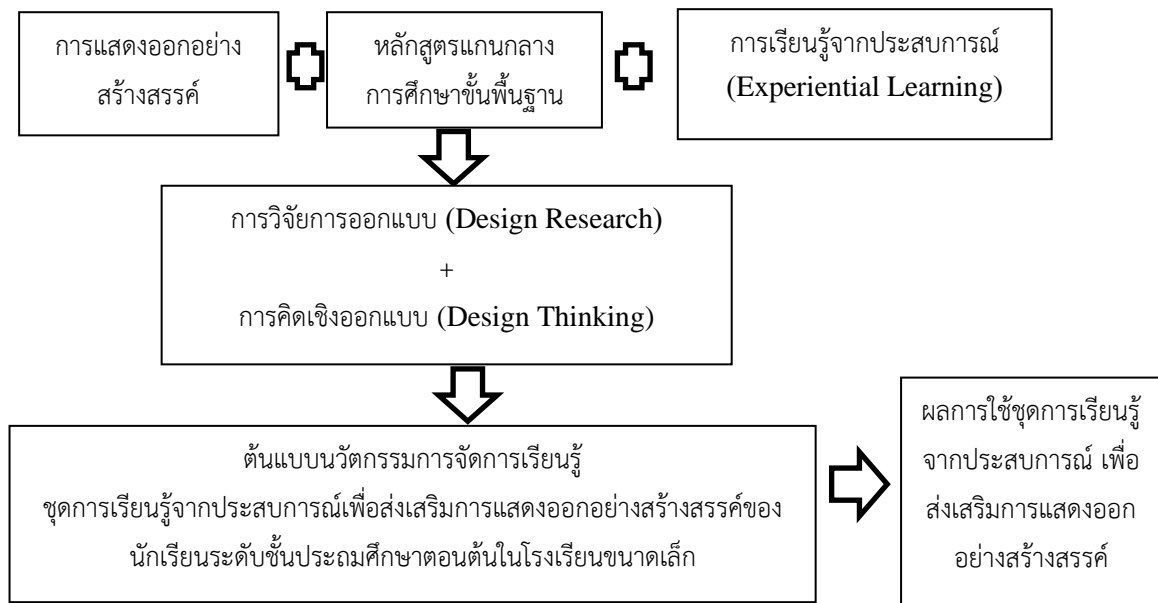 การแสดงออกอย่าง
สร้างสรรค์
หลักสูตรแกนกลาง
การศึกษาขั้นพื้นฐาน
การเรียนรู้จากประสบการณ์
(Experiential Learning)
การวิจัยการออกแบบ (Design Research)
+
การคิดเชิงออกแบบ (Design Thinking)
ต้นแบบนวัตกรรมการจัดการเรียนรู้
ชุดการเรียนรู้จากประสบการณ์เพื่อส่งเสริมการแสดงออกอย่างสร้างสรรค์ของ
นักเรียนระดับชั้นประถมศึกษาตอนต้นในโรงเรียนขนาดเล็ก
ผลการใช้ชุดการเรียนรู้
จากประสบการณ์ เพื่อ
ส่งเสริมการแสดงออก
อย่างสร้างสรรค์